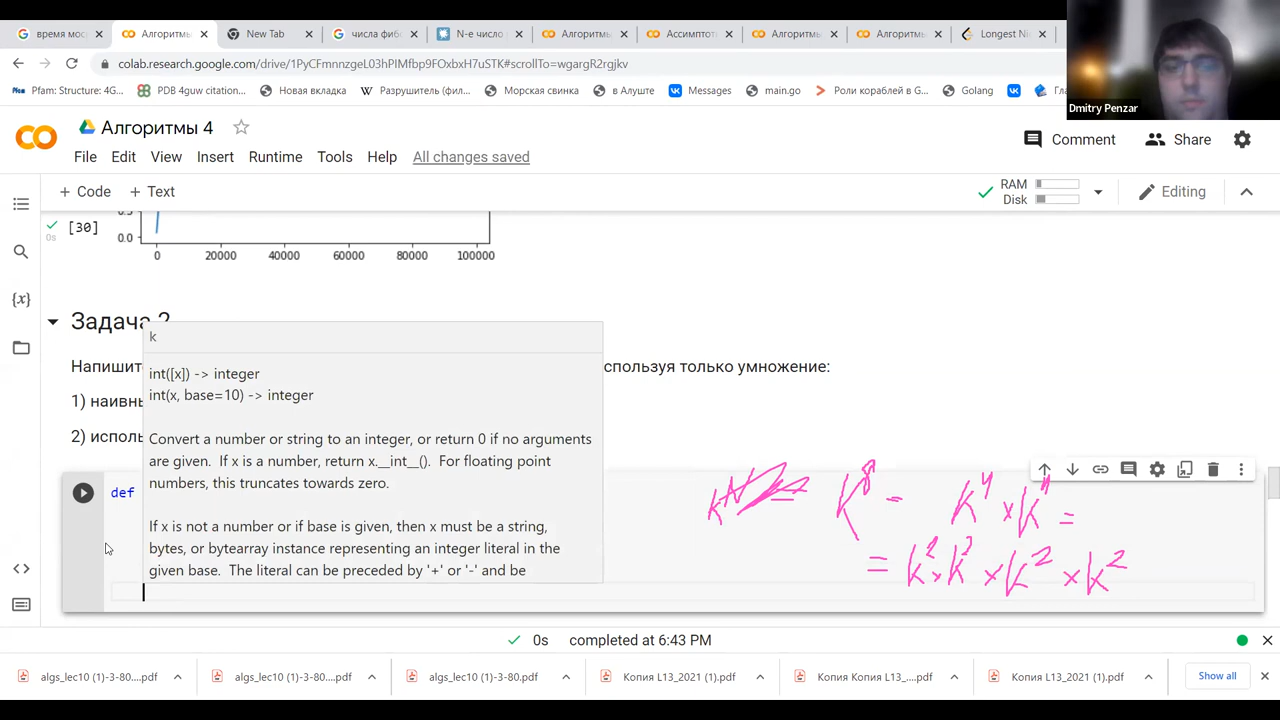 время мос
Алгоритмы
New Tab
числа фибо
N-е число р
Алгоритмы
Ассимптот
Алгоритмы
Алгоритмы
Longest Ni
colab.research.google.com/drive/1PyCFmnnzgeL03hPIMfbp9FOxbxH7uSTK#scrollTo=wgargR2rgjkv
Pfam: Structure: 4G...
PDB 4guw citation...
Новая вкладка
Разрушитель (фил...
Морская свинка
в Алуште
Messages
main.go
Роли кораблей в G...
Golang
Dmitry Penzar
Алгоритмы 4
Comment
Share
File Edit View Insert Runtime Tools Help All changes saved
+ Code + Text
RAM
Disk
Editing
[30]
0s
0.0
0 20000 40000 60000 80000 100000
Задача 2
k
Напишит
спользуя только умножение:
int([x]) -> integer
1) наивн
int(x, base=10) -> integer
2) исполь
Convert a number or string to an integer, or return 0 if no arguments
are given. If x is a number, return x.__int__(). For floating point
numbers, this truncates towards zero.
def
K⁸ = K⁴ × K⁴ =
If x is not a number or if base is given, then x must be a string,
bytes, or bytearray instance representing an integer literal in the
given base. The literal can be preceded by '+' or '-' and be
= K² × K² × K² × K²
0s completed at 6:43 PM
algs_lec10 (1)-3-80....pdf
algs_lec10 (1)-3-80....pdf
algs_lec10 (1)-3-80.pdf
Копия L13_2021 (1).pdf
Копия Копия L13_....pdf
Копия L13_2021 (1).pdf
Show all